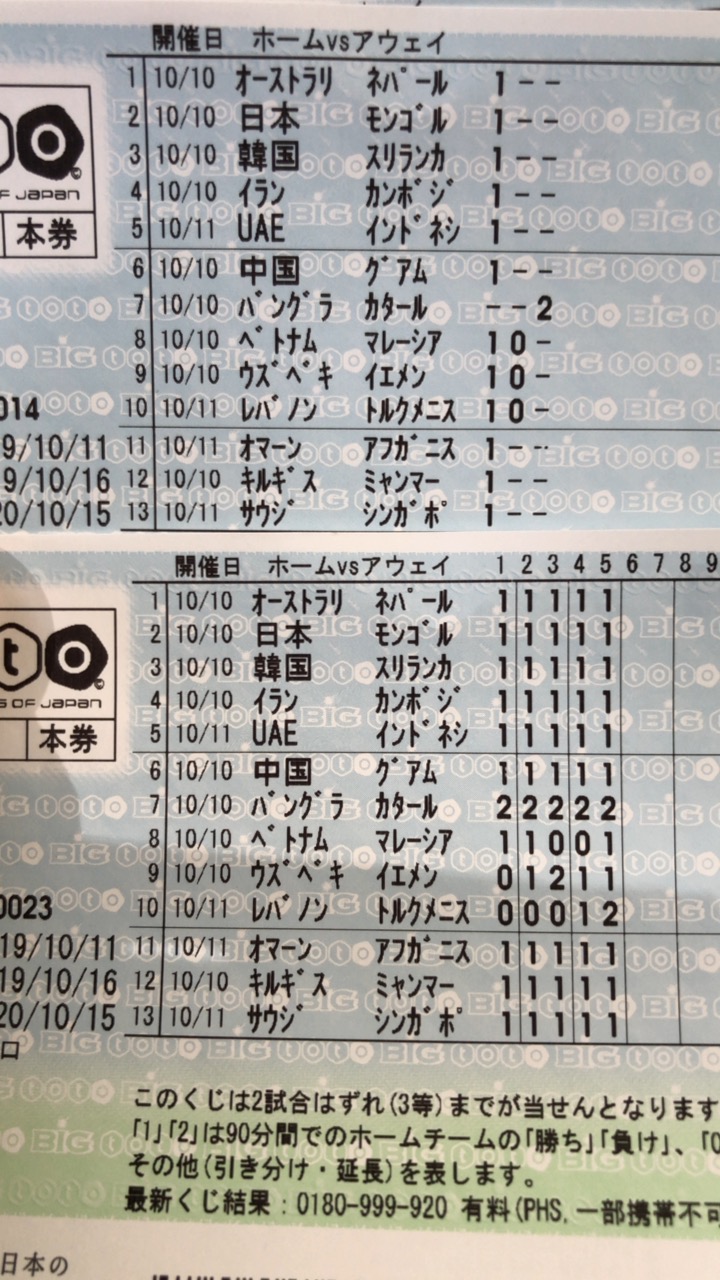 開催日 ホームvsアウェイ
1 10/10 オーストラリ ネパール 1 - -
2 10/10 日本 モンゴル 1 - -
3 10/10 韓国 スリランカ 1 - -
4 10/10 イラン カンボジ 1 - -
5 10/11 UAE インドネシ 1 - -
6 10/10 中国 グアム 1 - -
7 10/10 バングラ カタール - - 2
8 10/10 ベトナム マレーシア 1 0 -
9 10/10 ウズベキ イエメン 1 0 -
10 10/11 レバノン トルクメニス 1 0 -
11 10/11 オマーン アフガニス 1 - -
12 10/10 キルギス ミャンマー 1 - -
13 10/11 サウジ シンガポ 1 - -
OF JAPAN
本券
014
9/10/11
9/10/16
20/10/15
開催日 ホームvsアウェイ 1 2 3 4 5 6 7 8 9
1 10/10 オーストラリ ネパール 1 1 1 1 1
2 10/10 日本 モンゴル 1 1 1 1 1
3 10/10 韓国 スリランカ 1 1 1 1 1
4 10/10 イラン カンボジ 1 1 1 1 1
5 10/11 UAE インドネシ 1 1 1 1 1
6 10/10 中国 グアム 1 1 1 1 1
7 10/10 バングラ カタール 2 2 2 2 2
8 10/10 ベトナム マレーシア 1 1 0 0 1
9 10/10 ウズベキ イエメン 0 1 2 1 1
10 10/11 レバノン トルクメニス 0 0 0 1 2
11 10/11 オマーン アフガニス 1 1 1 1 1
12 10/10 キルギス ミャンマー 1 1 1 1 1
13 10/11 サウジ シンガポ 1 1 1 1 1
to
S OF JAPAN
本券
0023
19/10/11
19/10/16
20/10/15
口
このくじは2試合はずれ(3等)までが当せんとなります
「1」「2」は90分間でのホームチームの「勝ち」「負け」、「0
その他(引き分け・延長)を表します。
最新くじ結果:0180-999-920 有料(PHS,一部携帯不可
日本の